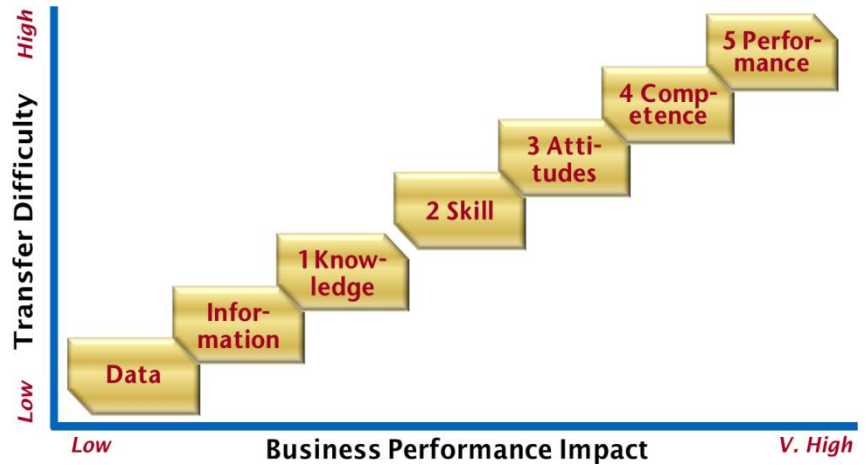 High
Transfer Difficulty
Low
5 Perfor-
mance
4 Comp-
etence
3 Atti-
tudes
2 Skill
1 Know-
ledge
Infor-
mation
Data
Low
Business Performance Impact
V. High